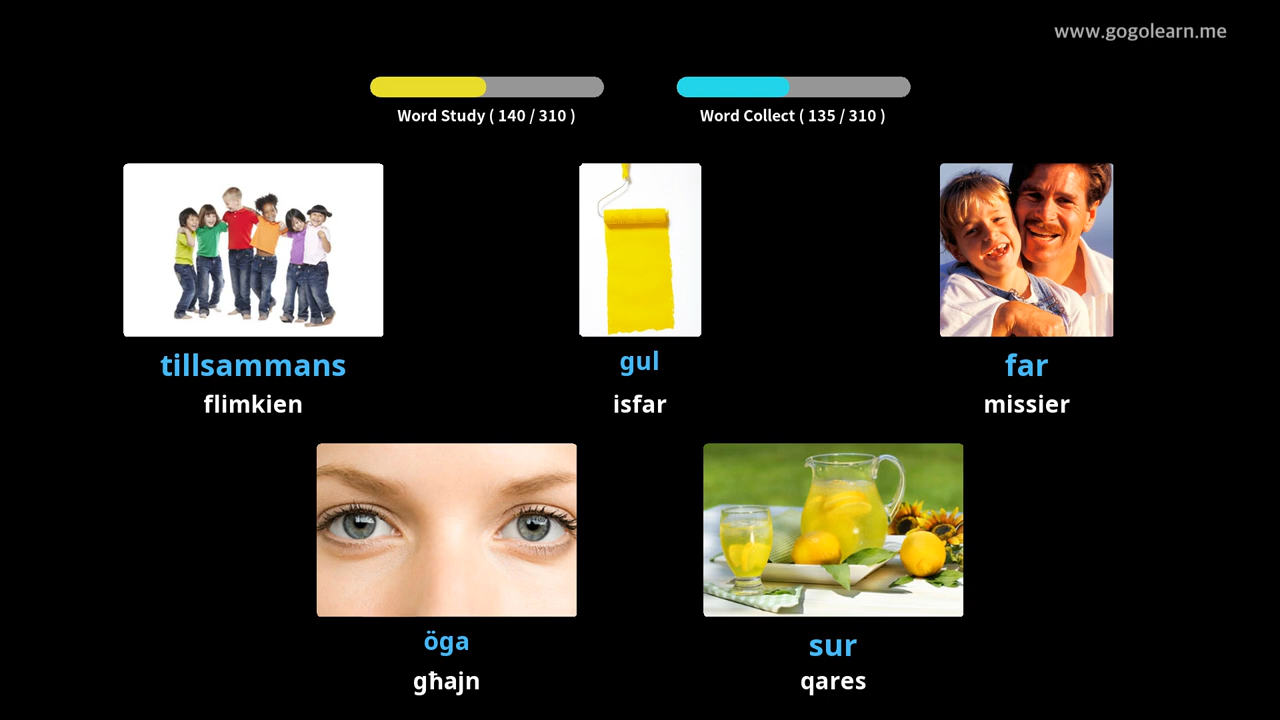 www.gogolearn.me
Word Study ( 140 / 310 )
Word Collect ( 135 / 310 )
tillsammans
flimkien
gul
isfar
far
missier
öga
għajn
sur
qares